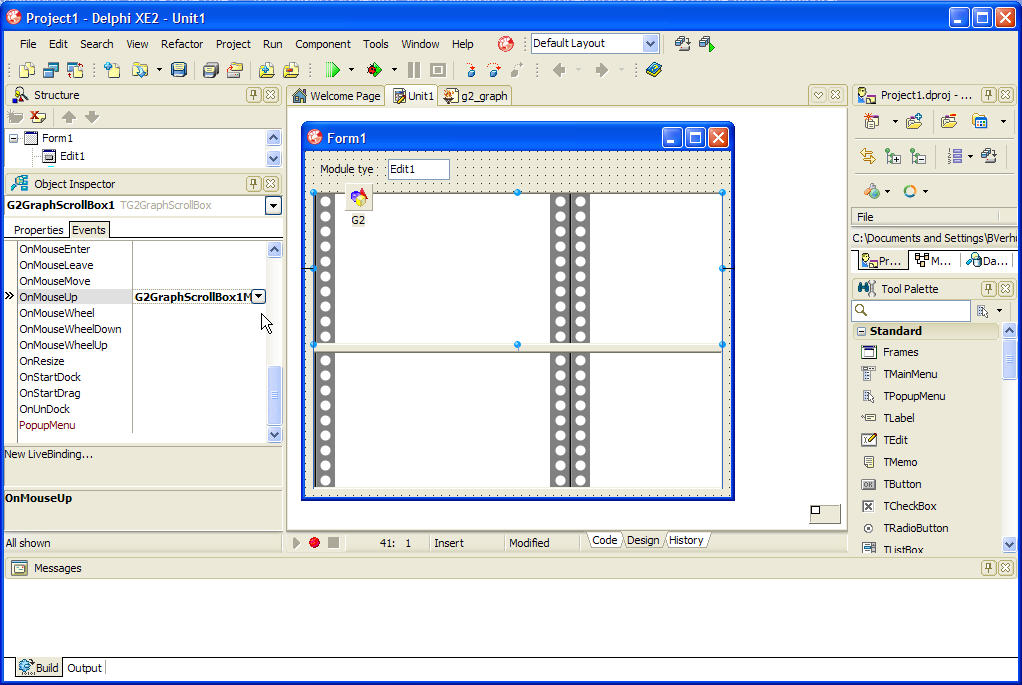 Project1 - Delphi XE2 - Unit1
File Edit Search View Refactor Project Run Component Tools Window Help
Default Layout
Structure
Form1
Edit1
Object Inspector
G2GraphScrollBox1 TG2GraphScrollBox
Properties Events
OnMouseEnter
OnMouseLeave
OnMouseMove
OnMouseUp G2GraphScrollBox1M
OnMouseWheel
OnMouseWheelDown
OnMouseWheelUp
OnResize
OnStartDock
OnStartDrag
OnUnDock
PopupMenu
New LiveBinding...
OnMouseUp
All shown
Welcome Page Unit1 g2_graph
Form1
Module tye Edit1
G2
41: 1 Insert Modified Code Design History
Project1.dproj - ...
File
C:\Documents and Settings\BVerhu
Pr... M... Da...
Tool Palette
Standard
Frames
TMainMenu
TPopupMenu
TLabel
TEdit
TMemo
TButton
TCheckBox
TRadioButton
TListBox
Messages
Build Output